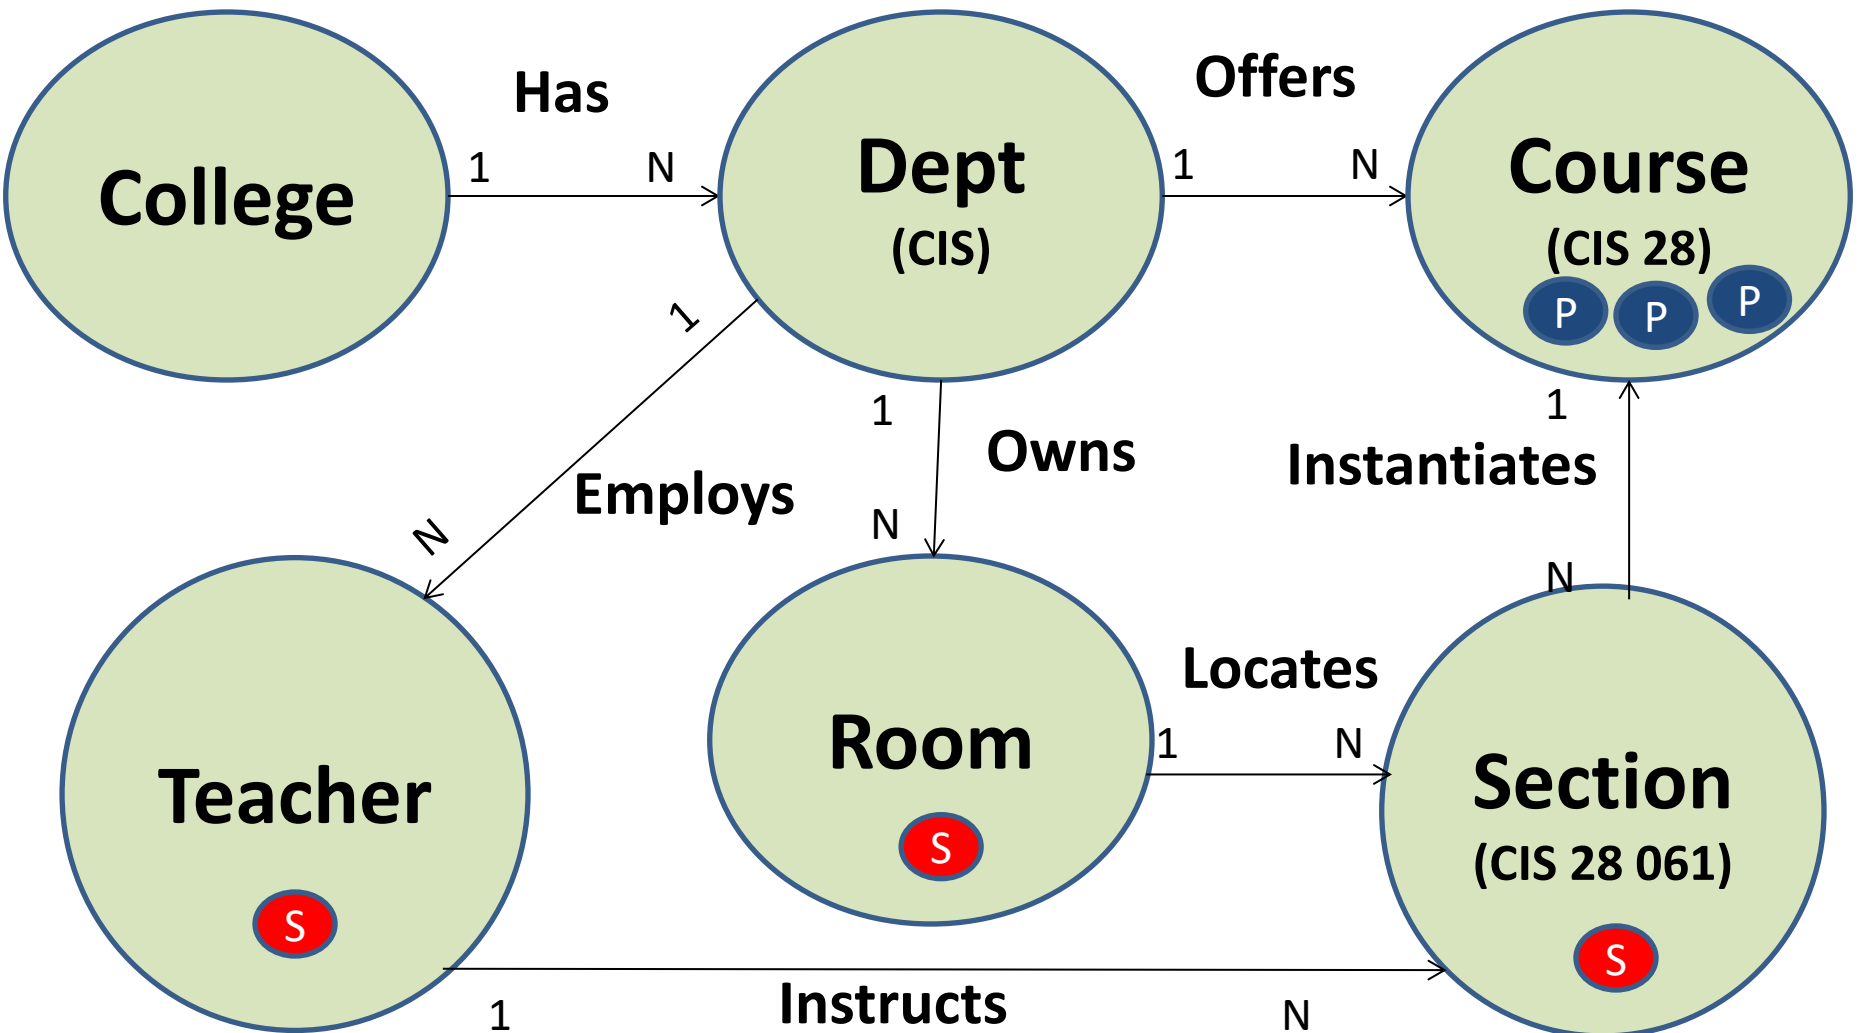 Has
Offers
1 N
1 N
College
Dept
(CIS)
Course
(CIS 28)
P P P
1
1
Owns
1
Instantiates
Employs
N
N
N
Locates
1 N
Room
S
Teacher
S
Section
(CIS 28 061)
S
Instructs
1 N